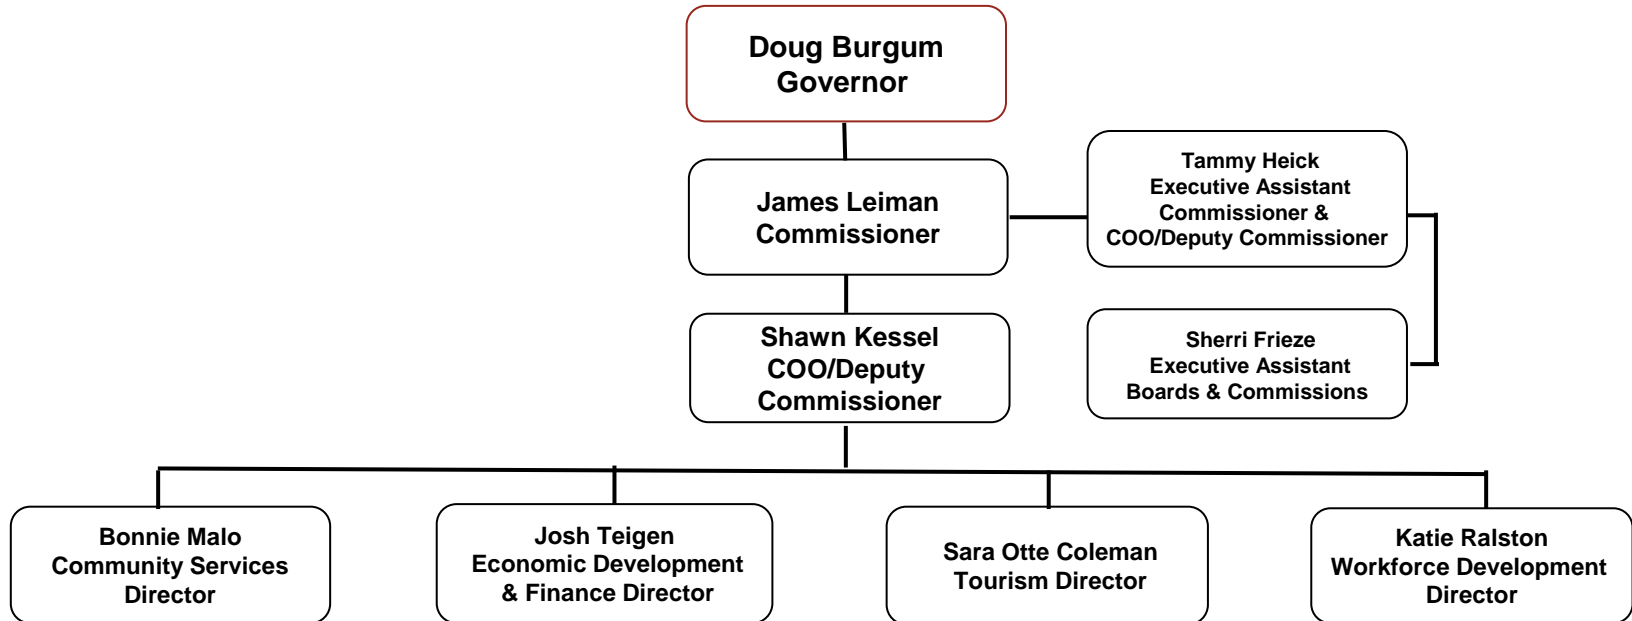 Doug Burgum
Governor
James Leiman
Commissioner
Tammy Heick
Executive Assistant
Commissioner &
COO/Deputy Commissioner
Shawn Kessel
COO/Deputy
Commissioner
Sherri Frieze
Executive Assistant
Boards & Commissions
Bonnie Malo
Community Services
Director
Josh Teigen
Economic Development
& Finance Director
Sara Otte Coleman
Tourism Director
Katie Ralston
Workforce Development
Director